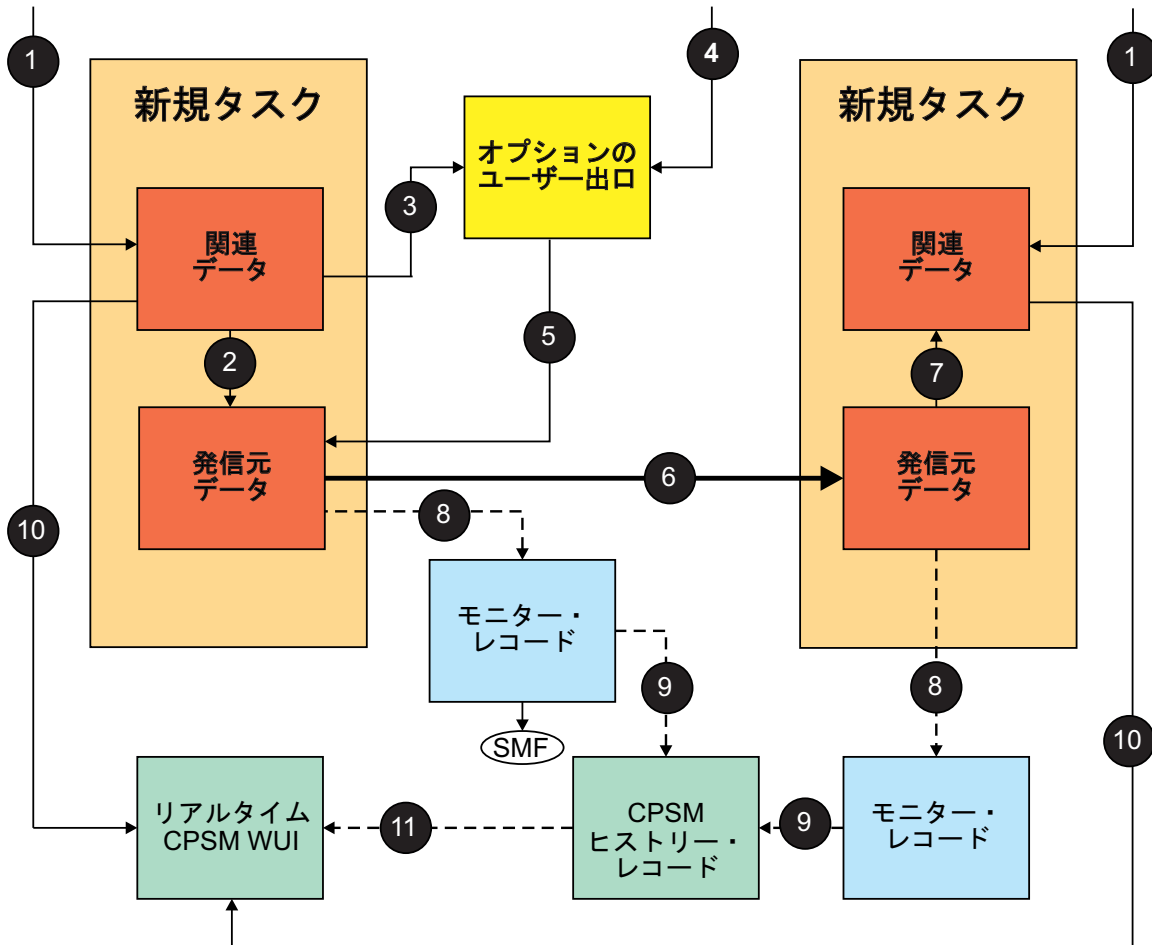 1
4
1
新規タスク
新規タスク
オプションの
ユーザー出口
3
関連
データ
関連
データ
2
5
7
発信元
データ
発信元
データ
6
8
10
モニター・
レコード
9
8
SMF
10
リアルタイム
CPSM WUI
11
CPSM
ヒストリー・
レコード
9
モニター・
レコード